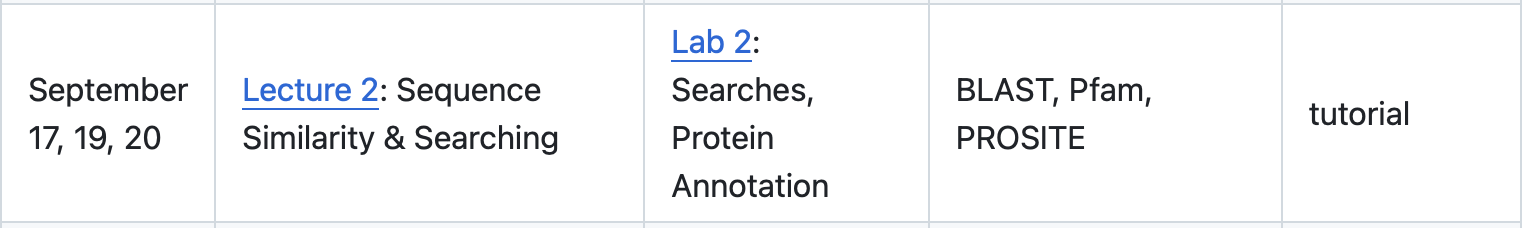 September
17, 19, 20
Lecture 2: Sequence
Similarity & Searching
Lab 2:
Searches,
Protein
Annotation
BLAST, Pfam,
PROSITE
tutorial